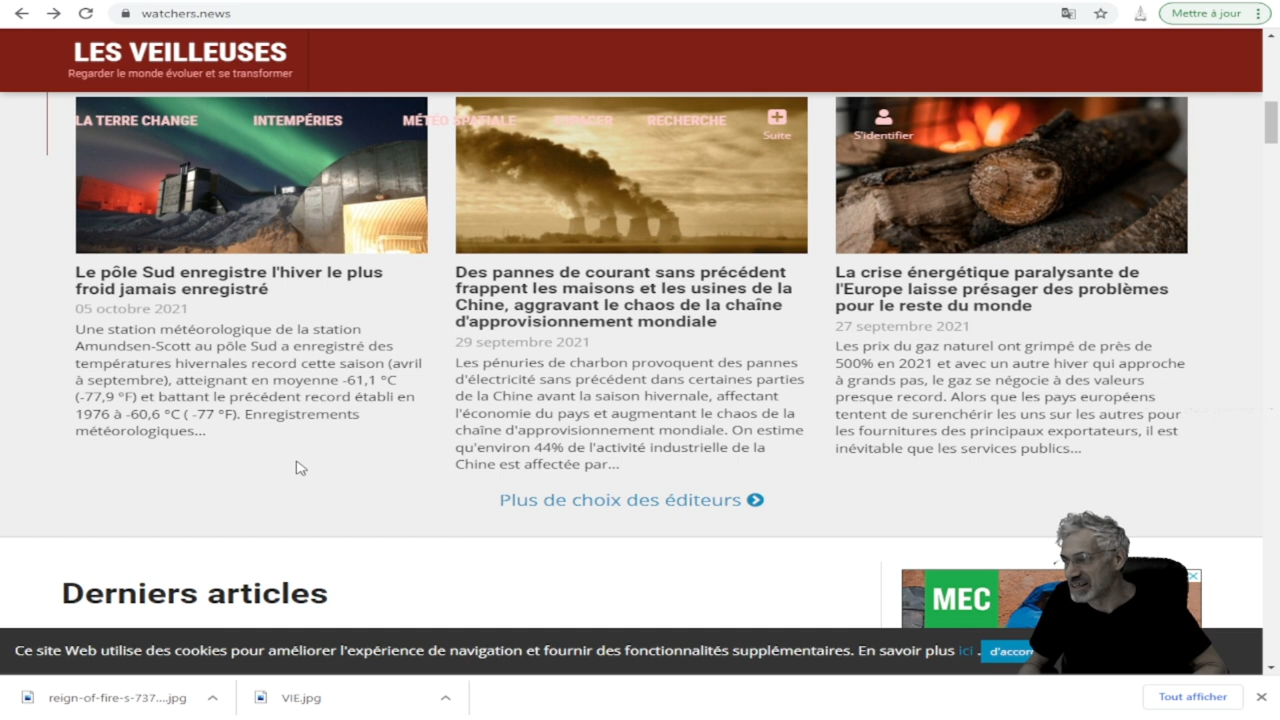 watchers.news
Mettre à jour
LES VEILLEUSES
Regarder le monde évoluer et se transformer
LA TERRE CHANGE
INTEMPÉRIES
MÉTÉO SPATIALE
RECHERCHE
Suite
S'identifier
Le pôle Sud enregistre l'hiver le plus
froid jamais enregistré
05 octobre 2021
Une station météorologique de la station
Amundsen-Scott au pôle Sud a enregistré des
températures hivernales record cette saison (avril
à septembre), atteignant en moyenne -61,1 °C
(-77,9 °F) et battant le précédent record établi en
1976 à -60,6 °C ( -77 °F). Enregistrements
météorologiques...
Des pannes de courant sans précédent
frappent les maisons et les usines de la
Chine, aggravant le chaos de la chaîne
d'approvisionnement mondiale
29 septembre 2021
Les pénuries de charbon provoquent des pannes
d'électricité sans précédent dans certaines parties
de la Chine avant la saison hivernale, affectant
l'économie du pays et augmentant le chaos de la
chaîne d'approvisionnement mondiale. On estime
qu'environ 44% de l'activité industrielle de la
Chine est affectée par...
La crise énergétique paralysante de
l'Europe laisse présager des problèmes
pour le reste du monde
27 septembre 2021
Les prix du gaz naturel ont grimpé de près de
500% en 2021 et avec un autre hiver qui approche
à grands pas, le gaz se négocie à des valeurs
presque record. Alors que les pays européens
tentent de surenchérir les uns sur les autres pour
les fournitures des principaux exportateurs, il est
inévitable que les services publics...
Plus de choix des éditeurs
Derniers articles
MEC
Ce site Web utilise des cookies pour améliorer l'expérience de navigation et fournir des fonctionnalités supplémentaires. En savoir plus ici .
reign-of-fire-s-737....jpg
VIE.jpg
Tout afficher